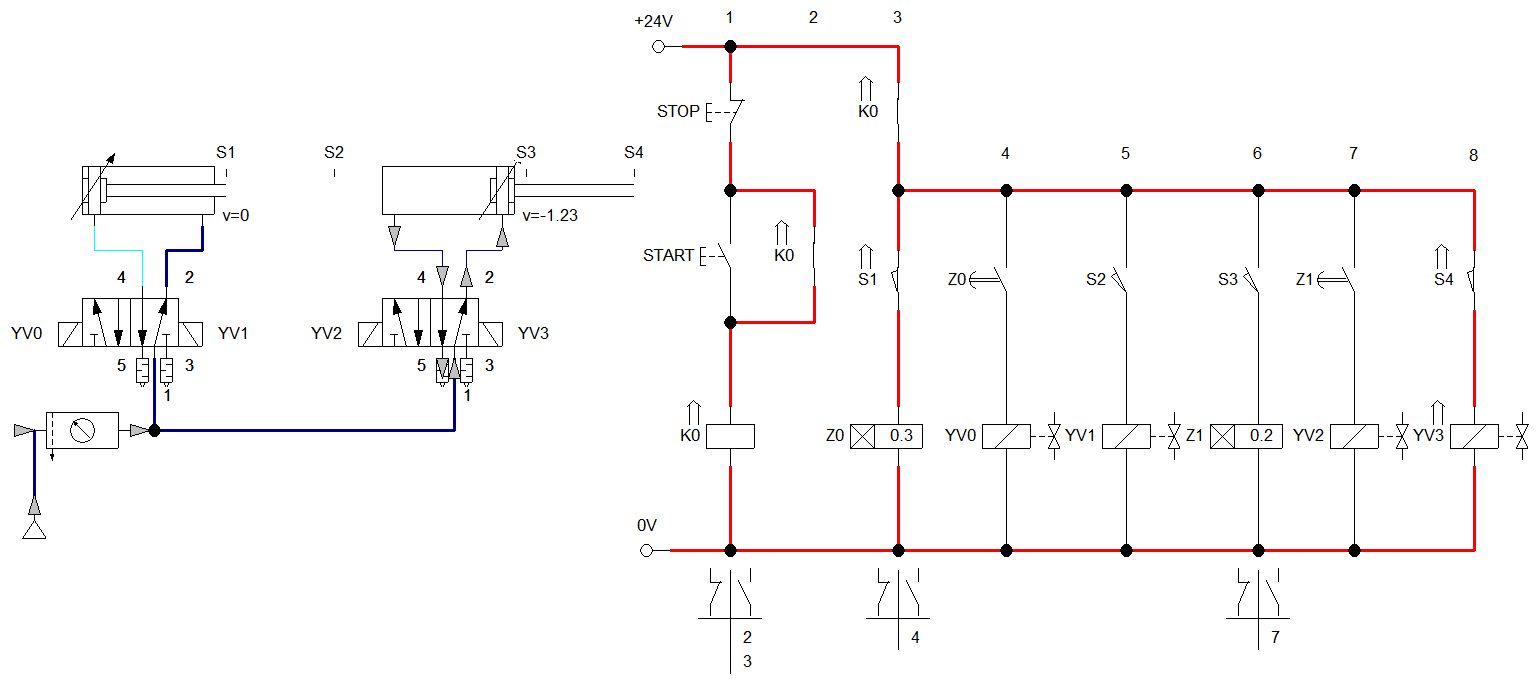 +24V 1 2 3
STOP K0
S1 S2 S3 S4 4 5 6 7 8
v=0 v=-1.23
START K0 S1 Z0 S2 S3 Z1 S4
4 2 4 2
YV0 YV1 YV2 YV3
5 3 5 3
1 1
K0 Z0 0.3 YV0 YV1 Z1 0.2 YV2 YV3
0V
2 4 7
3